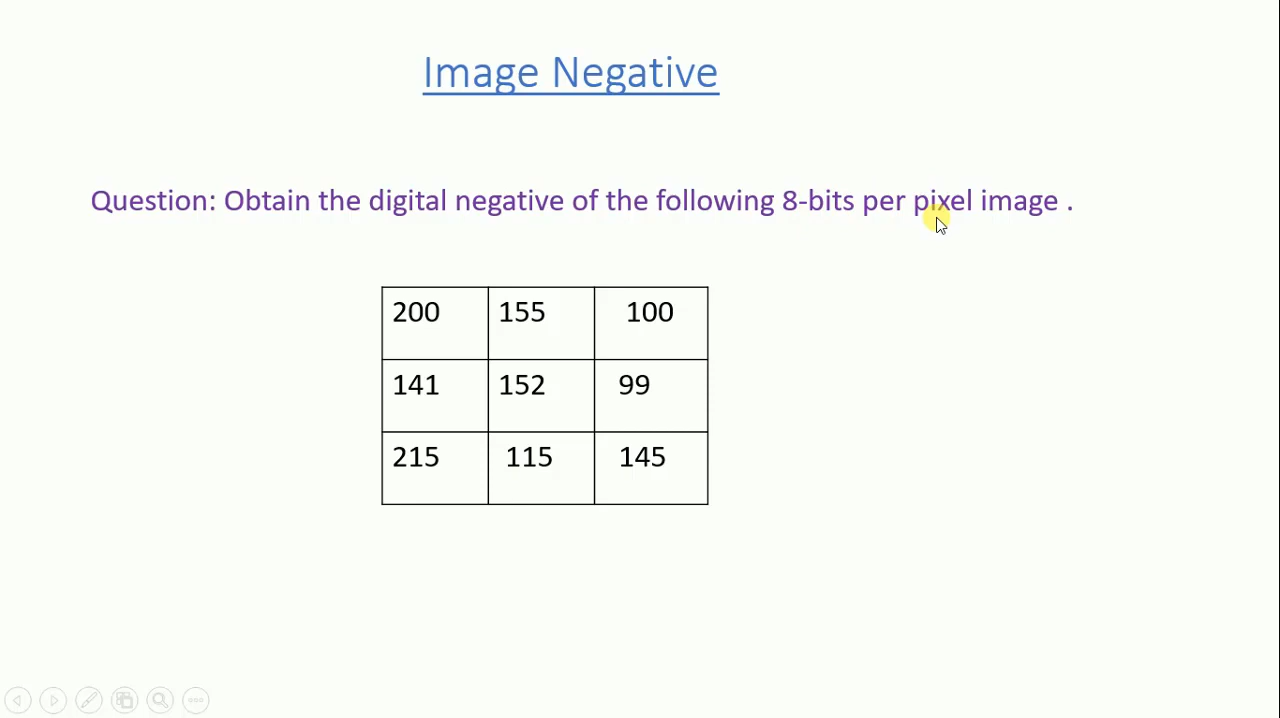 Image Negative
Question: Obtain the digital negative of the following 8-bits per pixel image .
200 155 100
141 152 99
215 115 145